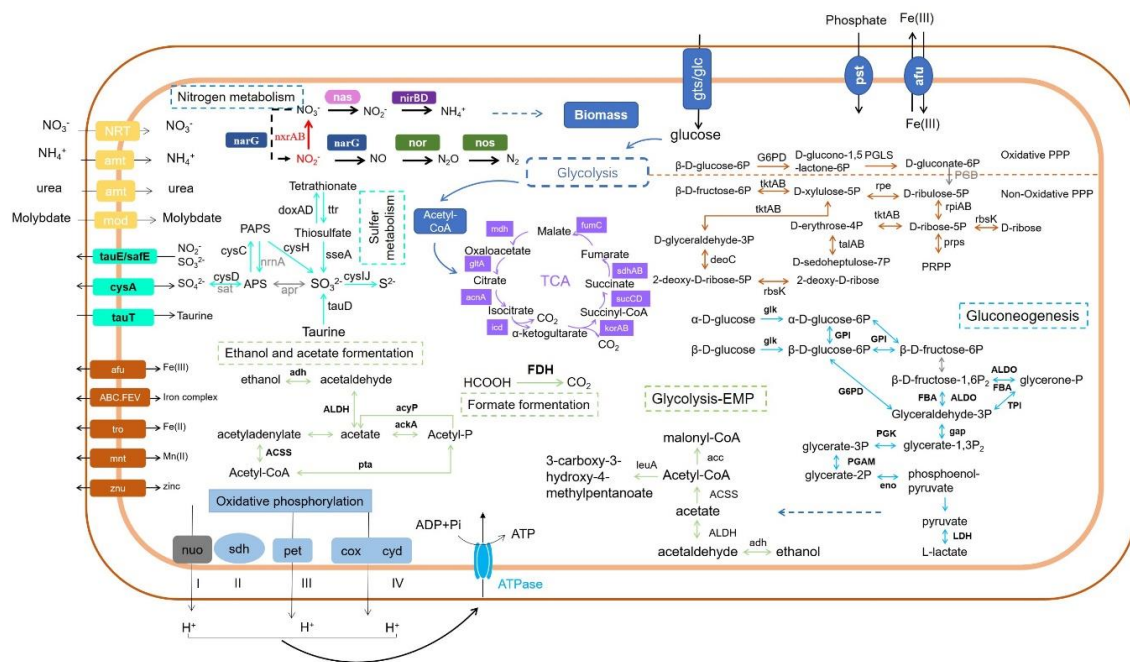 Phosphate
Fe(III)
gts/glc
pst
afu
Fe(III)
glucose
Nitrogen metabolism
nas
nirBD
NO₃⁻
NO₂⁻
NH₄⁺
Biomass
narG
nxrAB
narG
nor
nos
NO₂⁻
NO
N₂O
N₂
Glycolysis
Acetyl-
CoA
NO₃⁻
NRT
NO₃⁻
NH₄⁺
amt
NH₄⁺
urea
amt
urea
Molybdate
mod
Molybdate
tauE/safE
NO₂⁻
SO₃²⁻
cysA
SO₄²⁻
tauT
Taurine
Tetrathionate
doxAD
ttr
Thiosulfate
Sulfer
metabolism
PAPS
cysC
nrnA
cysH
sseA
cysD
sat
APS
apr
SO₃²⁻
cysIJ
S²⁻
tauD
Taurine
mdh
Malate
fumC
Oxaloacetate
Fumarate
gltA
sdhAB
Citrate
TCA
Succinate
acnA
sucCD
Isocitrate
Succinyl-CoA
icd
CO₂
α-ketogultarate
korAB
CO₂
β-D-glucose-6P
G6PD
D-glucono-1,5
-lactone-6P
PGLS
D-gluconate-6P
Oxidative PPP
PGD
β-D-fructose-6P
tktAB
D-xylulose-5P
rpe
D-ribulose-5P
Non-Oxidative PPP
rpiAB
tktAB
D-erythrose-4P
tktAB
D-ribose-5P
rbsK
D-ribose
D-glyceraldehyde-3P
talAB
prps
deoC
D-sedoheptulose-7P
PRPP
2-deoxy-D-ribose-5P
2-deoxy-D-ribose
rbsK
Gluconeogenesis
α-D-glucose
glk
α-D-glucose-6P
GPI
GPI
β-D-glucose
glk
β-D-glucose-6P
β-D-fructose-6P
G6PD
β-D-fructose-1,6P₂
ALDO
FBA
glycerone-P
FBA
ALDO
TPI
Glyceraldehyde-3P
gap
PGK
glycerate-3P
glycerate-1,3P₂
PGAM
glycerate-2P
eno
phosphoenol-
pyruvate
pyruvate
LDH
L-lactate
afu
Fe(III)
ABC.FEV
Iron complex
tro
Fe(II)
mnt
Mn(II)
znu
zinc
Ethanol and acetate formentation
ethanol
adh
acetaldehyde
ALDH
acyP
acetyladenylate
acetate
ackA
Acetyl-P
ACSS
Acetyl-CoA
pta
FDH
HCOOH
CO₂
Formate formentation
Glycolysis-EMP
malonyl-CoA
acc
3-carboxy-3-
hydroxy-4-
methylpentanoate
leuA
Acetyl-CoA
ACSS
acetate
ALDH
acetaldehyde
adh
ethanol
Oxidative phosphorylation
nuo
sdh
pet
cox
cyd
I
II
III
IV
H⁺
H⁺
H⁺
ADP+Pi
ATP
ATPase